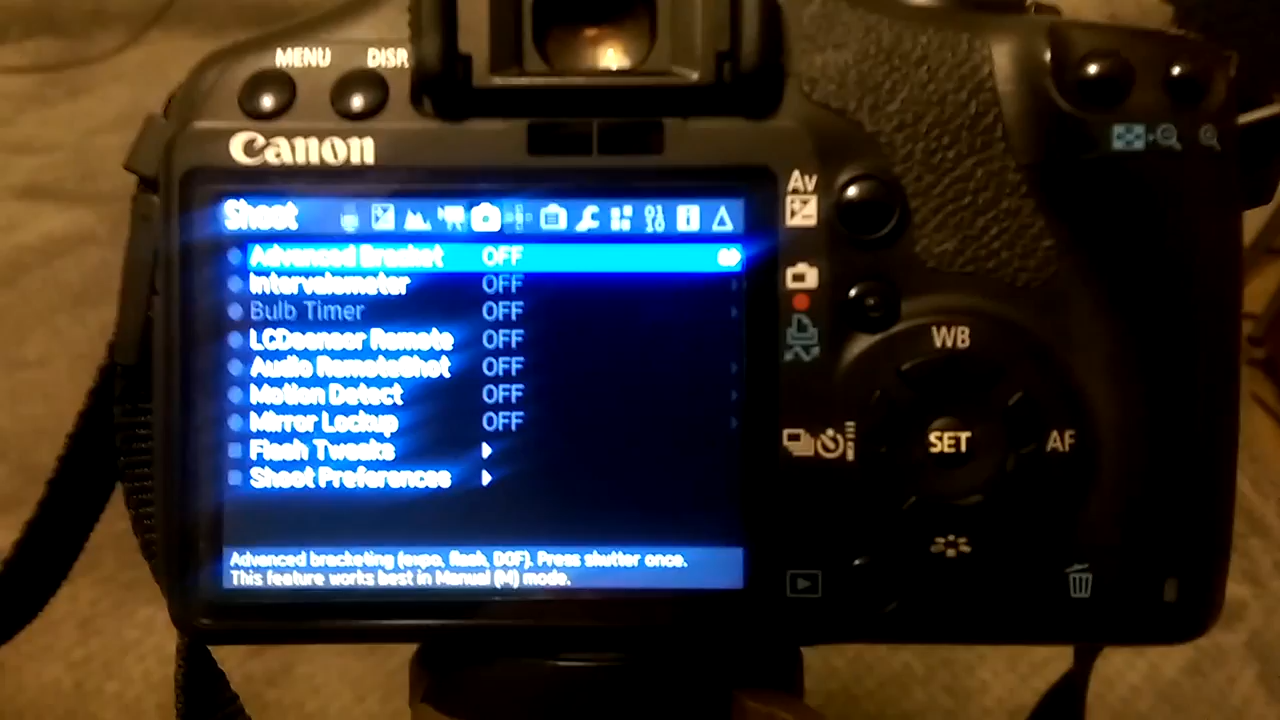 MENU DISP.
Canon
Shoot
Advanced Bracket OFF
Intervalometer OFF
Bulb Timer OFF
LCDsensor Remote OFF
Audio RemoteShot OFF
Motion Detect OFF
Mirror Lockup OFF
Flash Tweaks
Shoot Preferences
Advanced bracketing (expo, flash, DOF). Press shutter once.
This feature works best in Manual (M) mode.
Av
WB
SET
AF